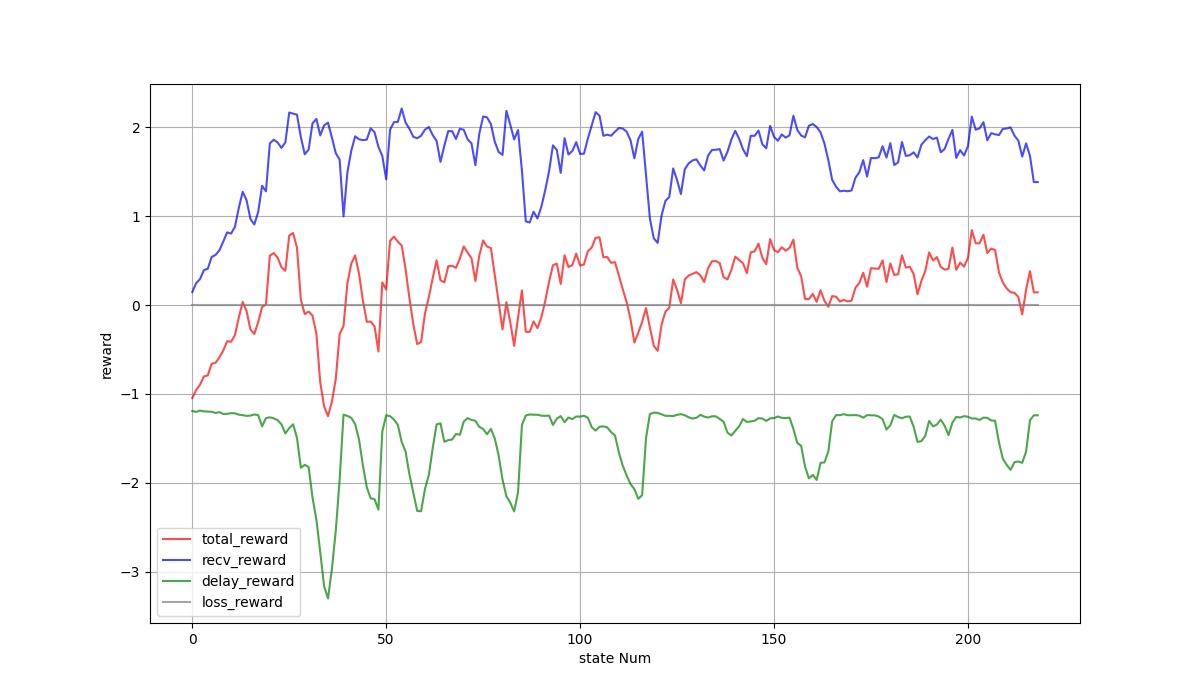 reward
2
1
0
−1
−2
−3
total_reward
recv_reward
delay_reward
loss_reward
0 50 100 150 200
state Num